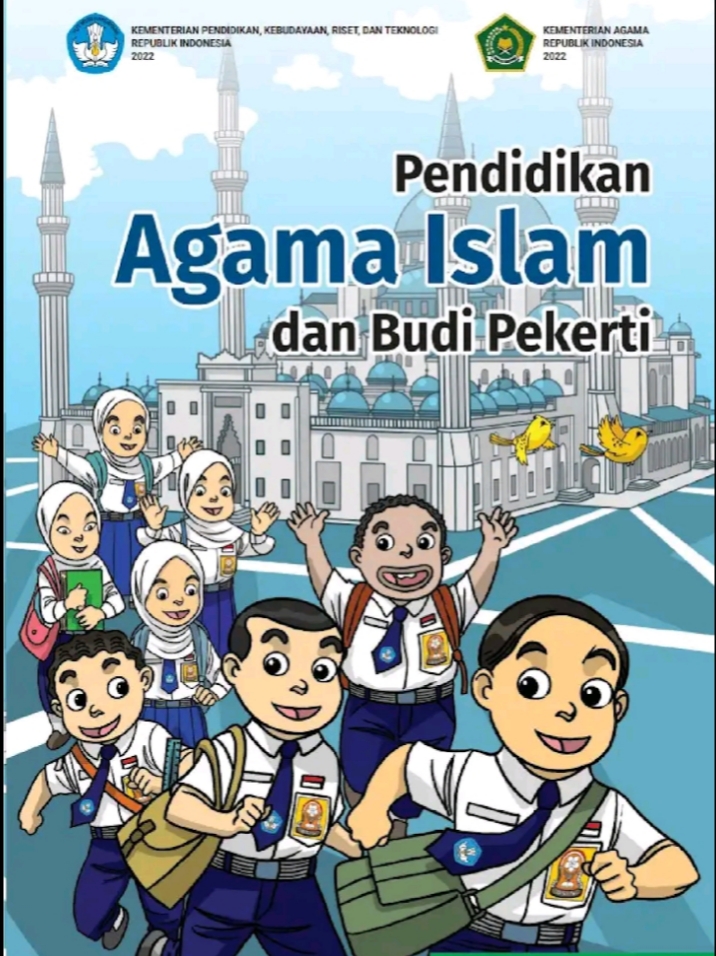 KEMENTERIAN PENDIDIKAN, KEBUDAYAAN, RISET, DAN TEKNOLOGI
REPUBLIK INDONESIA
2022
KEMENTERIAN AGAMA
REPUBLIK INDONESIA
2022
Pendidikan
Agama Islam
dan Budi Pekerti